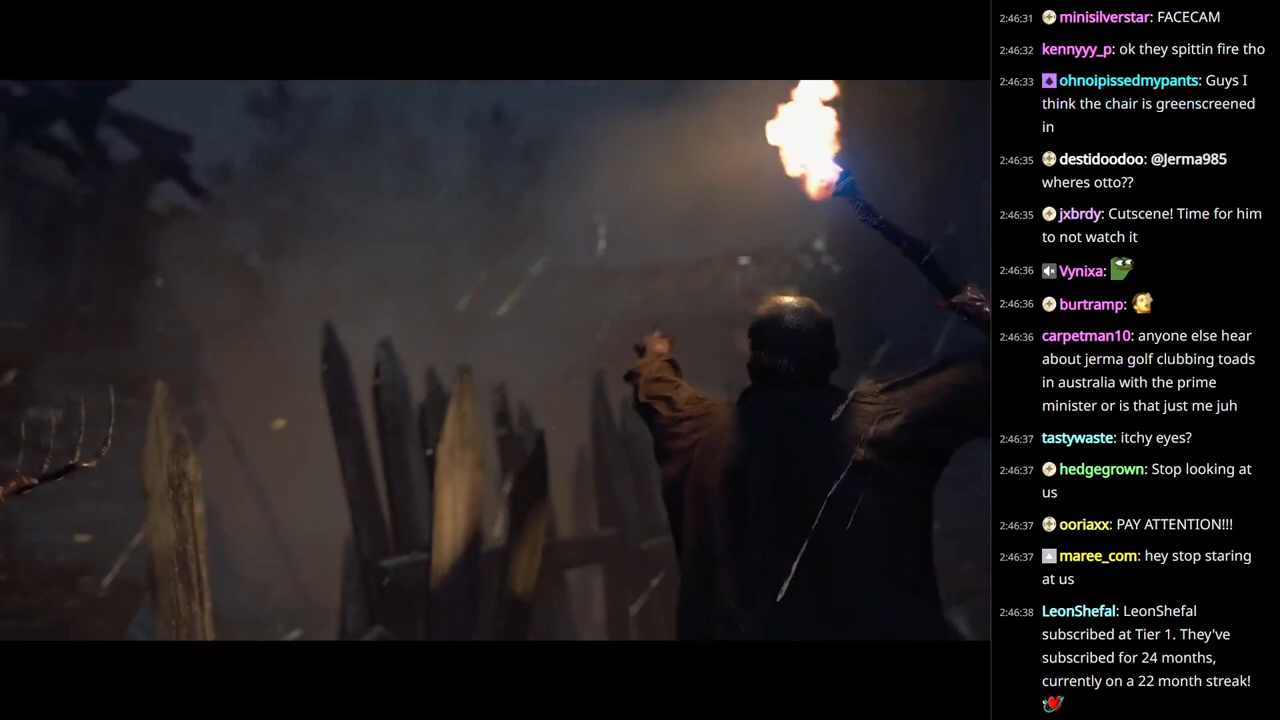 2:46:31 minisilverstar: FACECAM
2:46:32 kennyyy_p: ok they spittin fire tho
2:46:33 ohnoipissedmypants: Guys I
think the chair is greenscreened
in
2:46:35 destidoodoo: @Jerma985
wheres otto??
2:46:35 jxbrdy: Cutscene! Time for him
to not watch it
2:46:36 Vynixa:
2:46:36 burtramp:
2:46:36 carpetman10: anyone else hear
about jerma golf clubbing toads
in australia with the prime
minister or is that just me juh
2:46:37 tastywaste: itchy eyes?
2:46:37 hedgegrown: Stop looking at
us
2:46:37 ooriaxx: PAY ATTENTION!!!
2:46:37 maree_com: hey stop staring
at us
2:46:38 LeonShefal: LeonShefal
subscribed at Tier 1. They've
subscribed for 24 months,
currently on a 22 month streak!